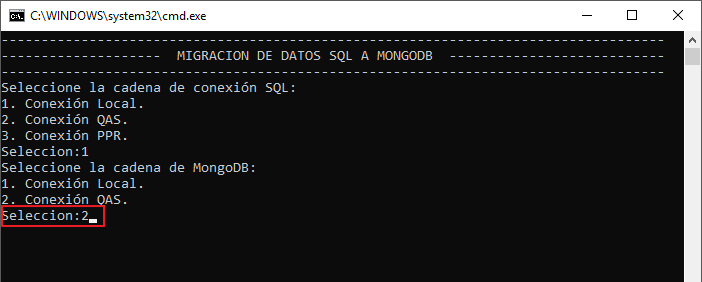 C:\WINDOWS\system32\cmd.exe
-----------------------------------------------------------------------------------
-------------------- MIGRACION DE DATOS SQL A MONGODB ---------------------------
-----------------------------------------------------------------------------------
Seleccione la cadena de conexión SQL:
1. Conexión Local.
2. Conexión QAS.
3. Conexión PPR.
Seleccion:1
Seleccione la cadena de MongoDB:
1. Conexión Local.
2. Conexión QAS.
Seleccion:2